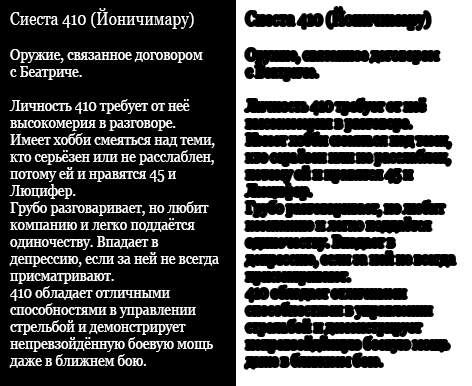 Сиеста 410 (Йоничимару)
Оружие, связанное договором
с Беатриче.
Личность 410 требует от неё
высокомерия в разговоре.
Имеет хобби смеяться над теми,
кто серьёзен или не расслаблен,
потому ей и нравятся 45 и
Люцифер.
Грубо разговаривает, но любит
компанию и легко поддаётся
одиночеству. Впадает в
депрессию, если за ней не всегда
присматривают.
410 обладает отличными
способностями в управлении
стрельбой и демонстрирует
непревзойдённую боевую мощь
даже в ближнем бою.
Сиеста 410 (Йоничимару)
Оружие, связанное договором
с Беатриче.
Личность 410 требует от неё
высокомерия в разговоре.
Имеет хобби смеяться над теми,
кто серьёзен или не расслаблен,
потому ей и нравятся 45 и
Люцифер.
Грубо разговаривает, но любит
компанию и легко поддаётся
одиночеству. Впадает в
депрессию, если за ней не всегда
присматривают.
410 обладает отличными
способностями в управлении
стрельбой и демонстрирует
непревзойдённую боевую мощь
даже в ближнем бою.